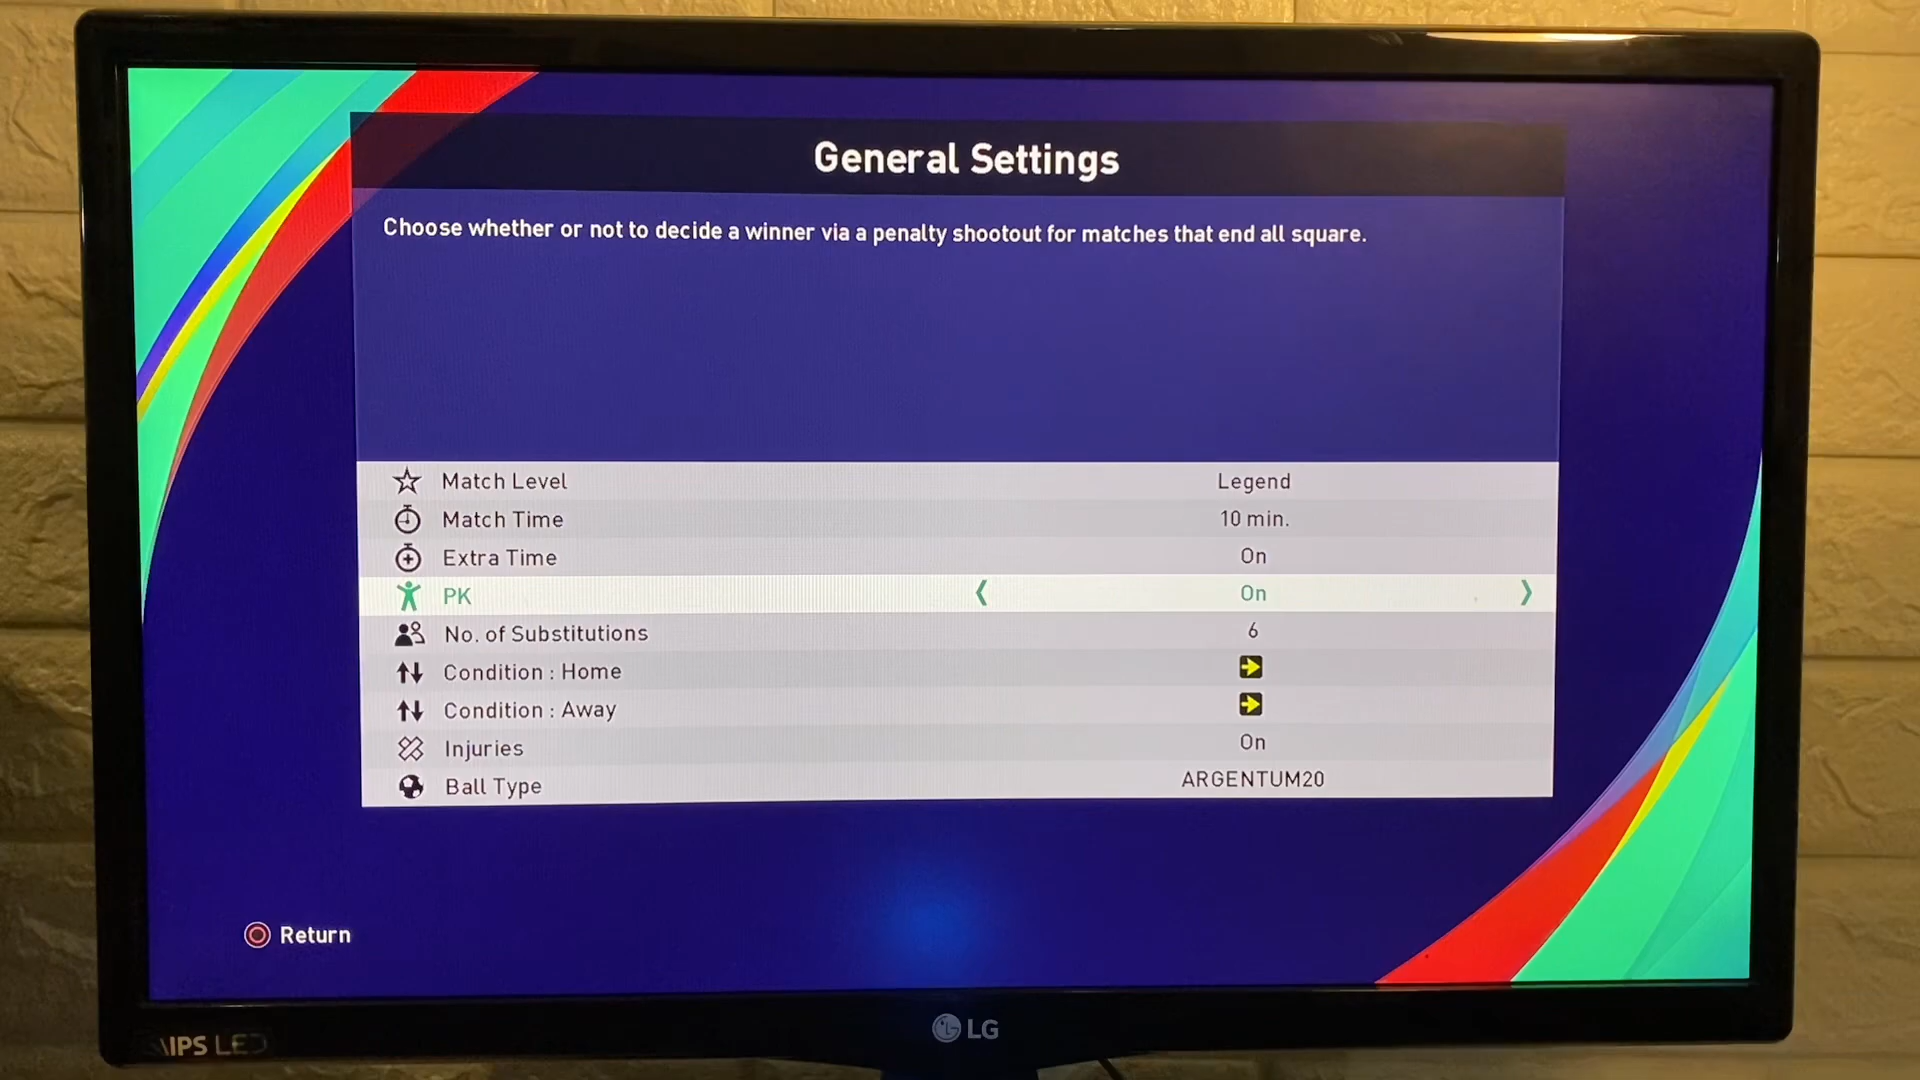 General Settings
Choose whether or not to decide a winner via a penalty shootout for matches that end all square.
Match Level Legend
Match Time 10 min.
Extra Time On
PK On
No. of Substitutions 6
Condition : Home
Condition : Away
Injuries On
Ball Type ARGENTUM20
Return
IPS LED
LG